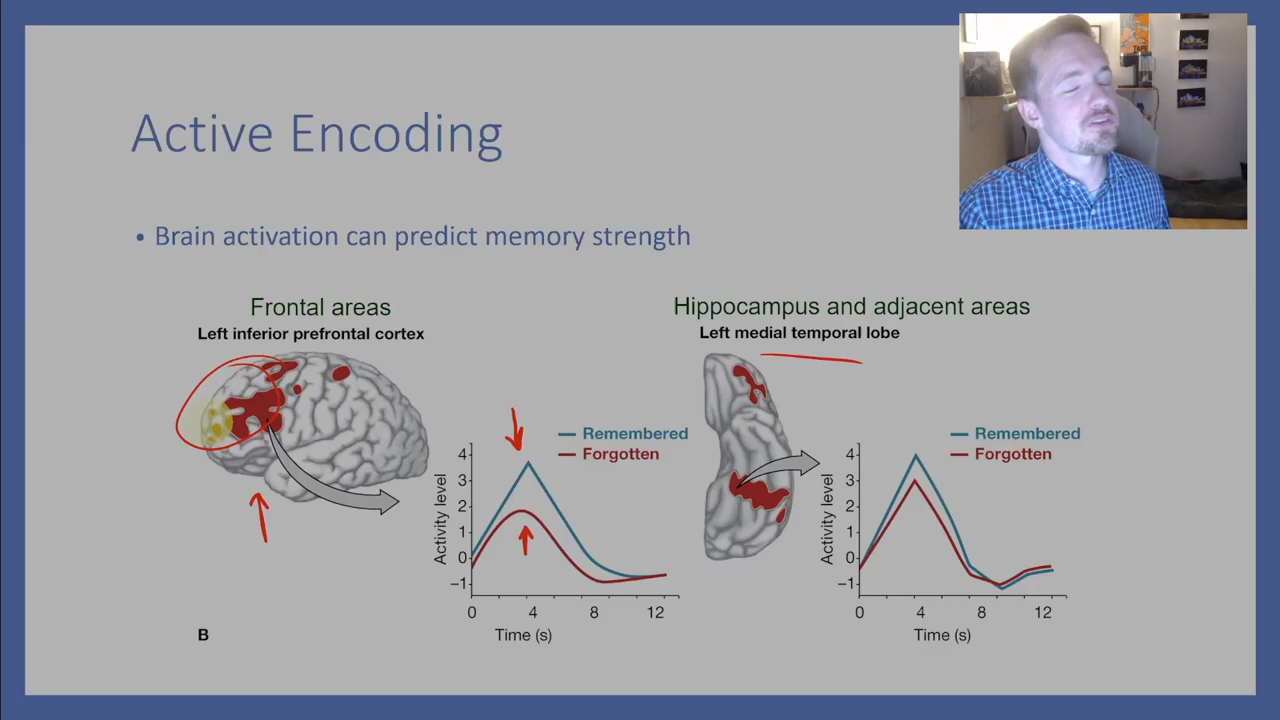 Active Encoding
• Brain activation can predict memory strength
Frontal areas
Left inferior prefrontal cortex
Remembered
Forgotten
4
3
2
1
0
−1
Activity level
0 4 8 12
Time (s)
B
Hippocampus and adjacent areas
Left medial temporal lobe
Remembered
Forgotten
4
3
2
1
0
−1
Activity level
0 4 8 12
Time (s)
TAPE